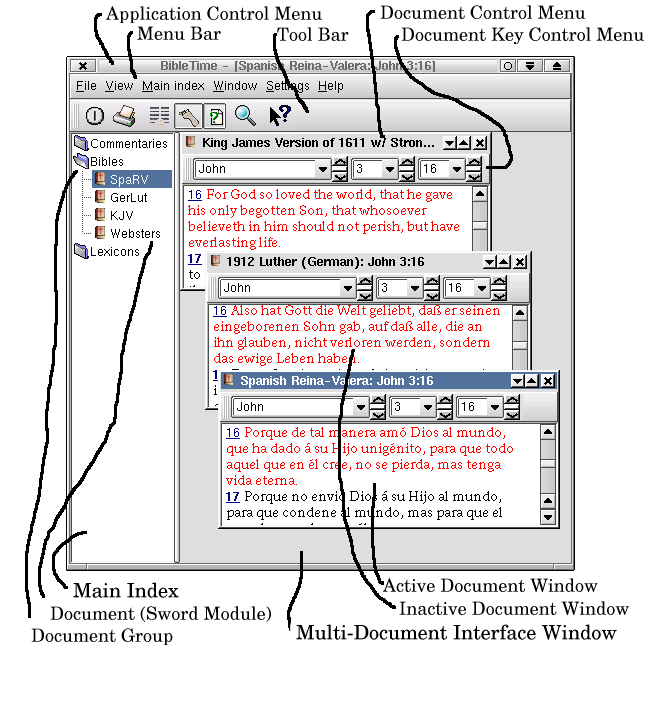 Application Control Menu
Document Control Menu
Menu Bar
Tool Bar
Document Key Control Menu
BibleTime - [Spanish Reina-Valera: John 3:16]
File View Main index Window Settings Help
Commentaries
Bibles
SpaRV
GerLut
KJV
Websters
Lexicons
King James Version of 1611 w/ Stron...
John 3 16
16 For God so loved the world, that he gave
his only begotten Son, that whosoever
believeth in him should not perish, but have
everlasting life.
17
to
1912 Luther (German): John 3:16
John 3 16
16 Also hat Gott die Welt geliebt, daß er seinen
eingeborenen Sohn gab, auf daß alle, die an
ihn glauben, nicht verloren werden, sondern
das ewige Leben haben.
Spanish Reina-Valera: John 3:16
John 3 16
16 Porque de tal manera amó Dios al mundo,
que ha dado á su Hijo unigénito, para que todo
aquel que en él cree, no se pierda, mas tenga
vida eterna.
17 Porque no envió Dios á su Hijo al mundo,
para que condene al mundo, mas para que el
Main Index
Document (Sword Module)
Document Group
Active Document Window
Inactive Document Window
Multi-Document Interface Window